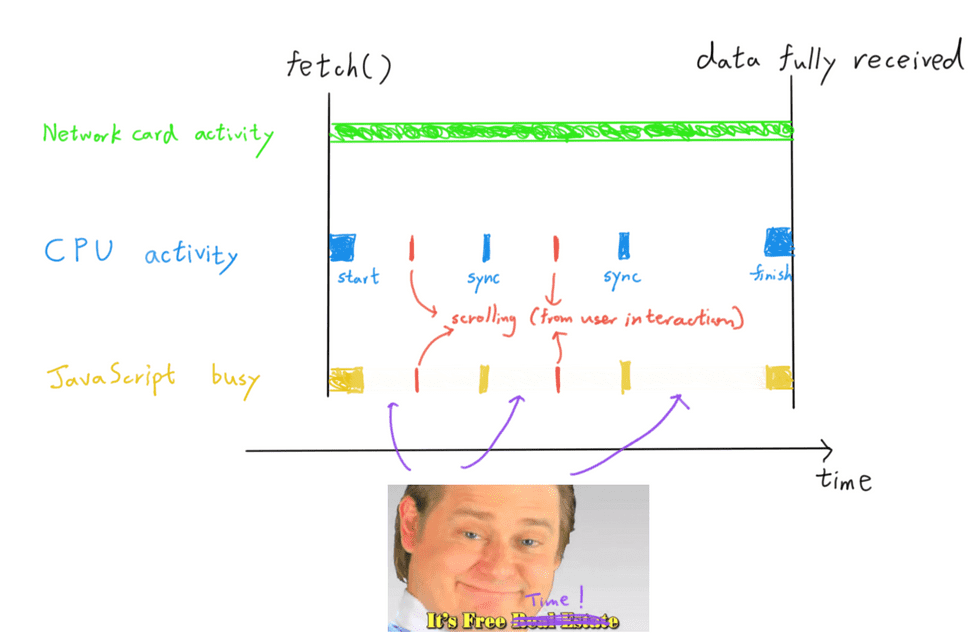 fetch()
data fully received
Network card activity
CPU activity
start
sync
sync
finish
scrolling (from user interaction)
JavaScript busy
time
Time!
It's Free Real Estate